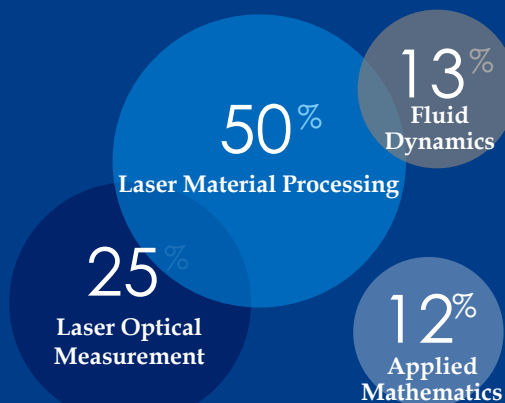 13%
Fluid
Dynamics
50%
Laser Material Processing
25%
Laser Optical
Measurement
12%
Applied
Mathematics